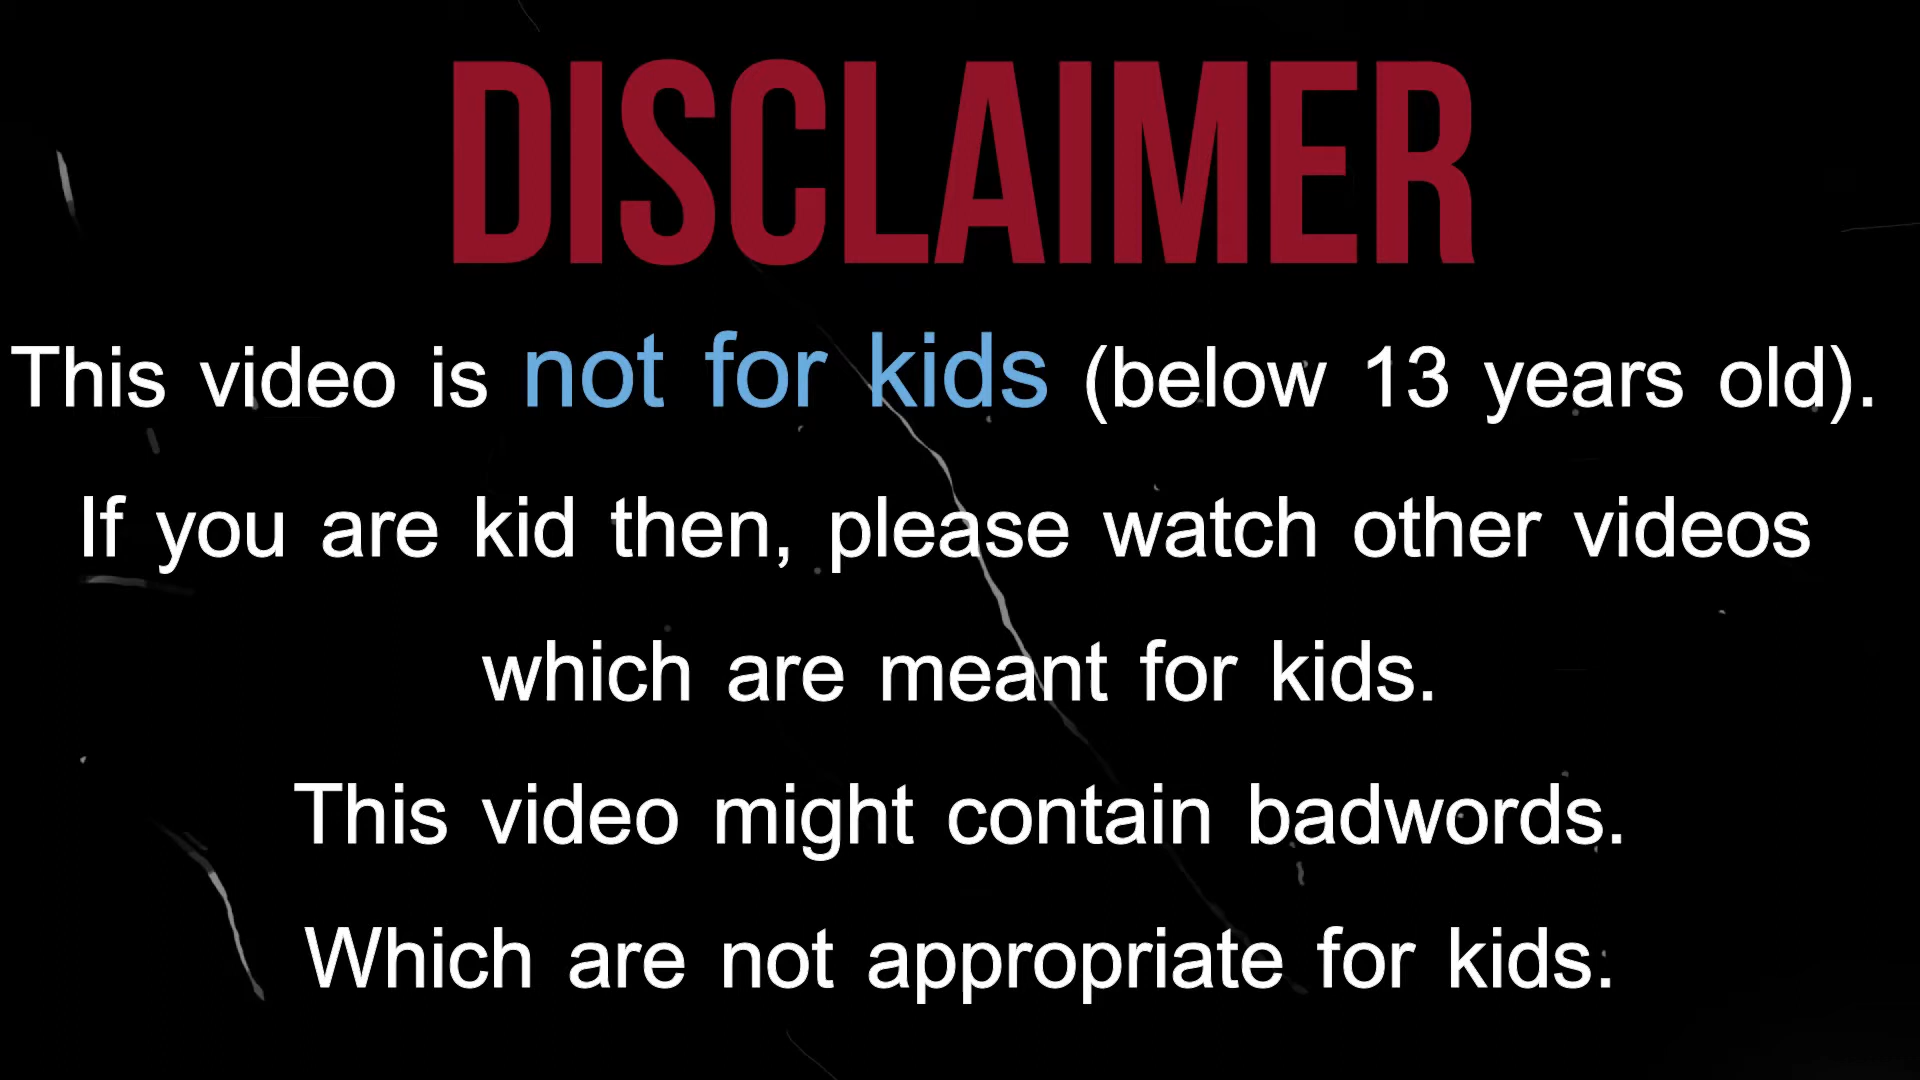 DISCLAIMER
This video is not for kids (below 13 years old).
If you are kid then, please watch other videos
which are meant for kids.
This video might contain badwords.
Which are not appropriate for kids.